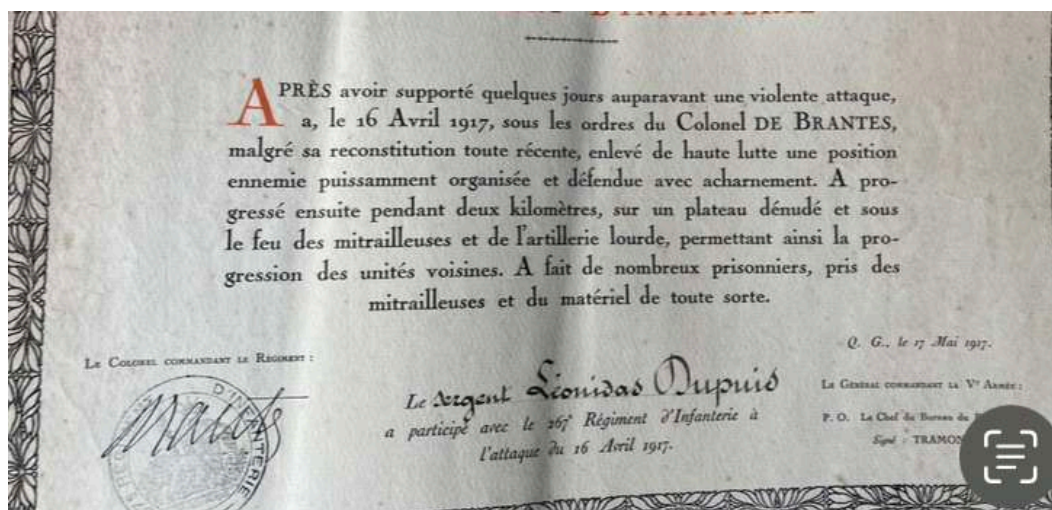 D'INFANTERIE
APRÈS avoir supporté quelques jours auparavant une violente attaque,
a, le 16 Avril 1917, sous les ordres du Colonel DE BRANTES,
malgré sa reconstitution toute récente, enlevé de haute lutte une position
ennemie puissamment organisée et défendue avec acharnement. A pro-
gressé ensuite pendant deux kilomètres, sur un plateau dénudé et sous
le feu des mitrailleuses et de l'artillerie lourde, permettant ainsi la pro-
gression des unités voisines. A fait de nombreux prisonniers, pris des
mitrailleuses et du matériel de toute sorte.
Q. G., le 17 Mai 1917.
Le Colonel commandant le Régiment :
Le Général commandant la Vᵉ Armée :
Le Sergent Léonidas Dupuis
P. O. Le Chef du Bureau du
a participé avec le 267ᵉ Régiment d'Infanterie à
Signé : TRAMON
l'attaque du 16 Avril 1917.
D'INFANTERIE